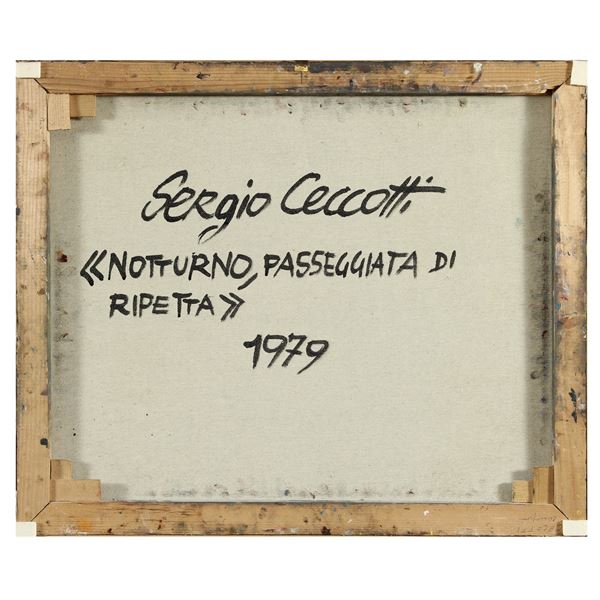 Sergio Ceccotti
«NOTTURNO, PASSEGGIATA DI
RIPETTA»
1979